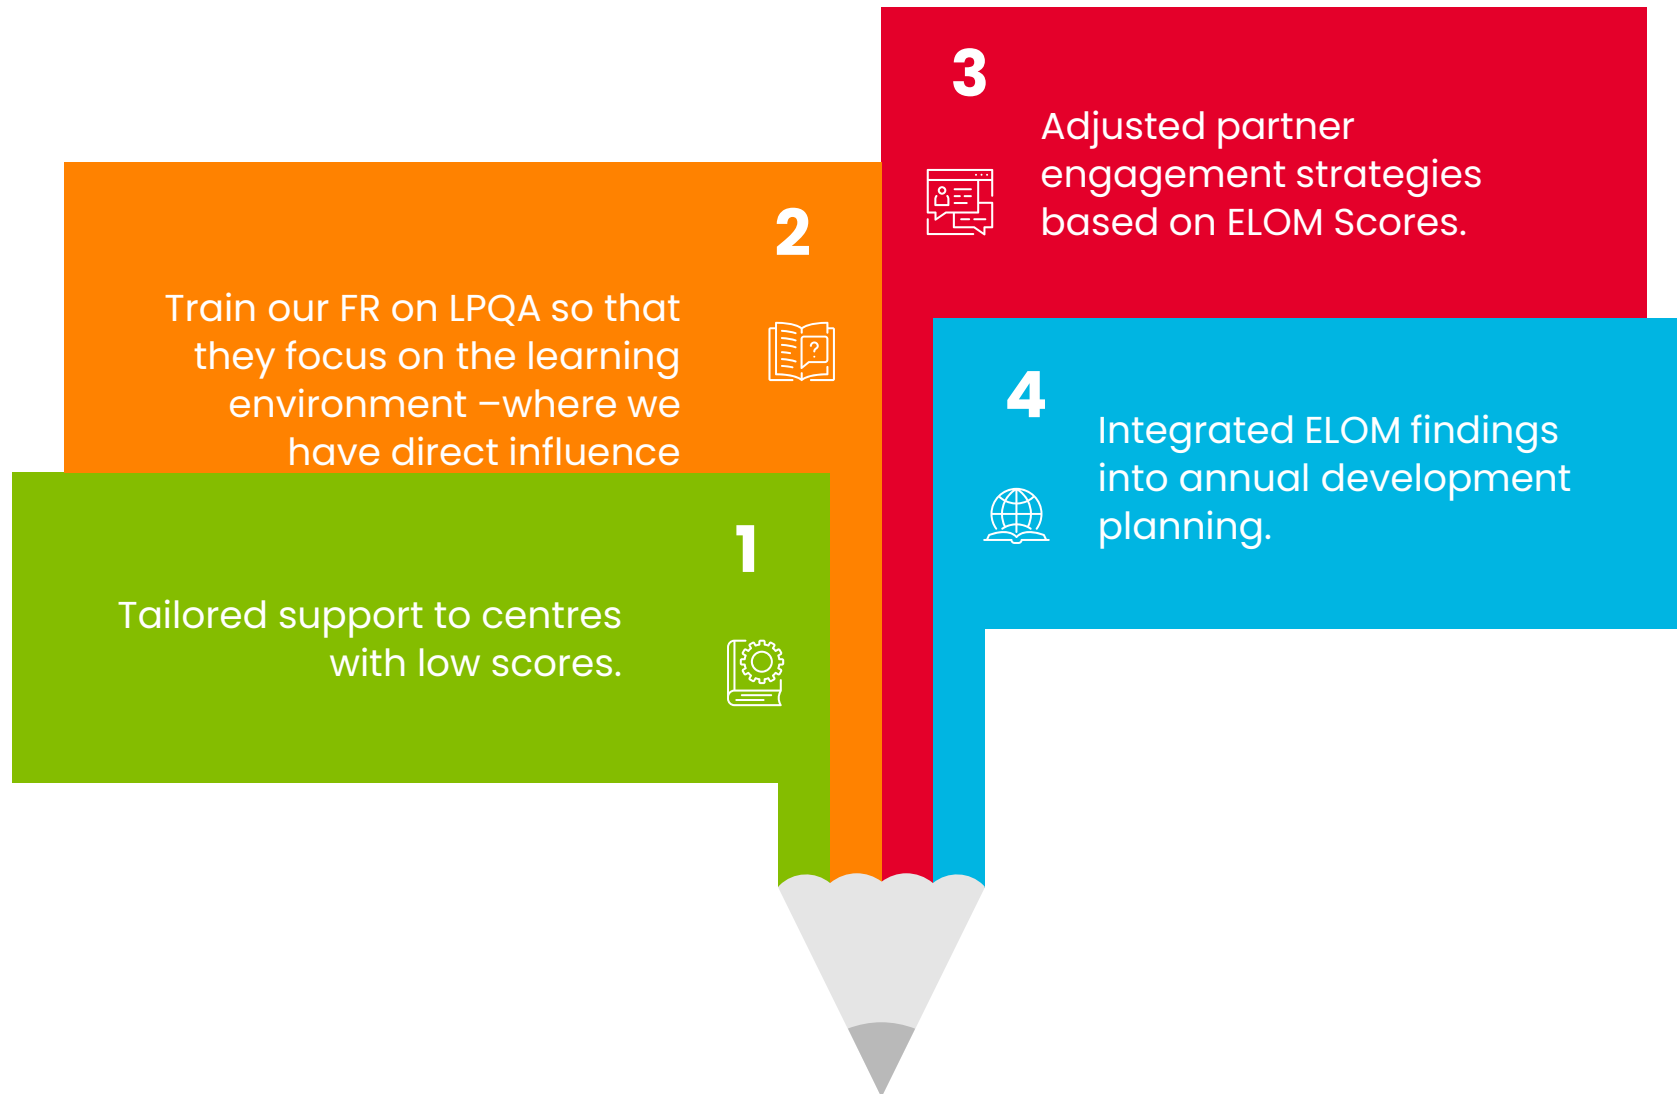 1
Tailored support to centres
with low scores.
2
Train our FR on LPQA so that
they focus on the learning
environment –where we
have direct influence
3
Adjusted partner
engagement strategies
based on ELOM Scores.
4
Integrated ELOM findings
into annual development
planning.